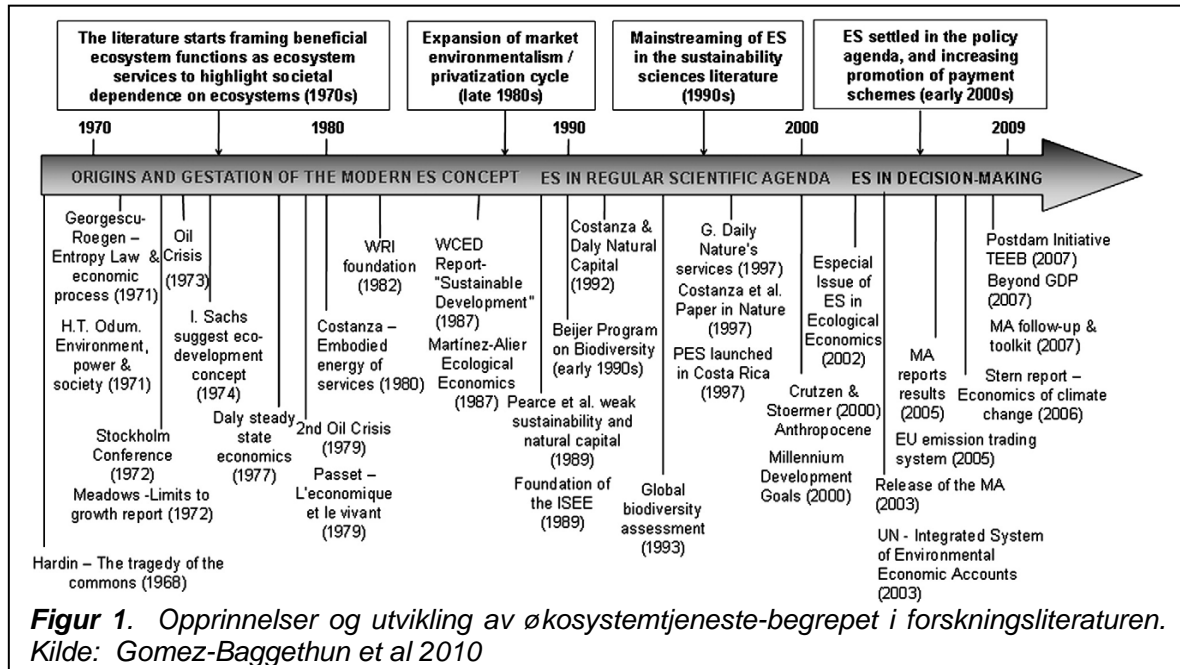 The literature starts framing beneficial
ecosystem functions as ecosystem
services to highlight societal
dependence on ecosystems (1970s)
Expansion of market
environmentalism /
privatization cycle
(late 1980s)
Mainstreaming of ES
in the sustainability
sciences literature
(1990s)
ES settled in the policy
agenda, and increasing
promotion of payment
schemes (early 2000s)
1970
1980
1990
2000
2009
ORIGINS AND GESTATION OF THE MODERN ES CONCEPT
ES IN REGULAR SCIENTIFIC AGENDA
ES IN DECISION-MAKING
Georgescu-
Roegen –
Entropy Law &
economic
process (1971)
H.T. Odum.
Environment,
power &
society
(1971)
Oil
Crisis
(1973)
I. Sachs
suggest eco-
development
concept
(1974)
Stockholm
Conference
(1972)
Meadows -Limits to
growth report (1972)
Hardin – The tragedy of the
commons (1968)
Daly steady
state
economics
(1977)
2nd Oil Crisis
(1979)
Passet –
L'economique
et le vivant
(1979)
Costanza –
Embodied
energy of
services (1980)
WRI
foundation
(1982)
WCED
Report-
"Sustainable
Development"
(1987)
Martínez-Alier
Ecological
Economics
(1987)
Pearce et al. weak
sustainability and
natural capital
(1989)
Foundation of
the ISEE
(1989)
Costanza &
Daly Natural
Capital
(1992)
Beijer Program
on Biodiversity
(early 1990s)
Global
biodiversity
assessment
(1993)
G. Daily
Nature's
services (1997)
Costanza et al.
Paper in Nature
(1997)
PES launched
in Costa Rica
(1997)
Especial
Issue of
ES in
Ecological
Economics
(2002)
Crutzen &
Stoermer (2000)
Anthropocene
Millennium
Development
Goals (2000)
MA
reports
results
(2005)
EU emission trading
system (2005)
Release of the MA
(2003)
UN - Integrated System
of Environmental
Economic Accounts
(2003)
Postdam Initiative
TEEB (2007)
Beyond GDP
(2007)
MA follow-up &
toolkit (2007)
Stern report –
Economics of climate
change (2006)
Figur 1. Opprinnelser og utvikling av økosystemtjeneste-begrepet i forskningsliteraturen.
Kilde: Gomez-Baggethun et al 2010